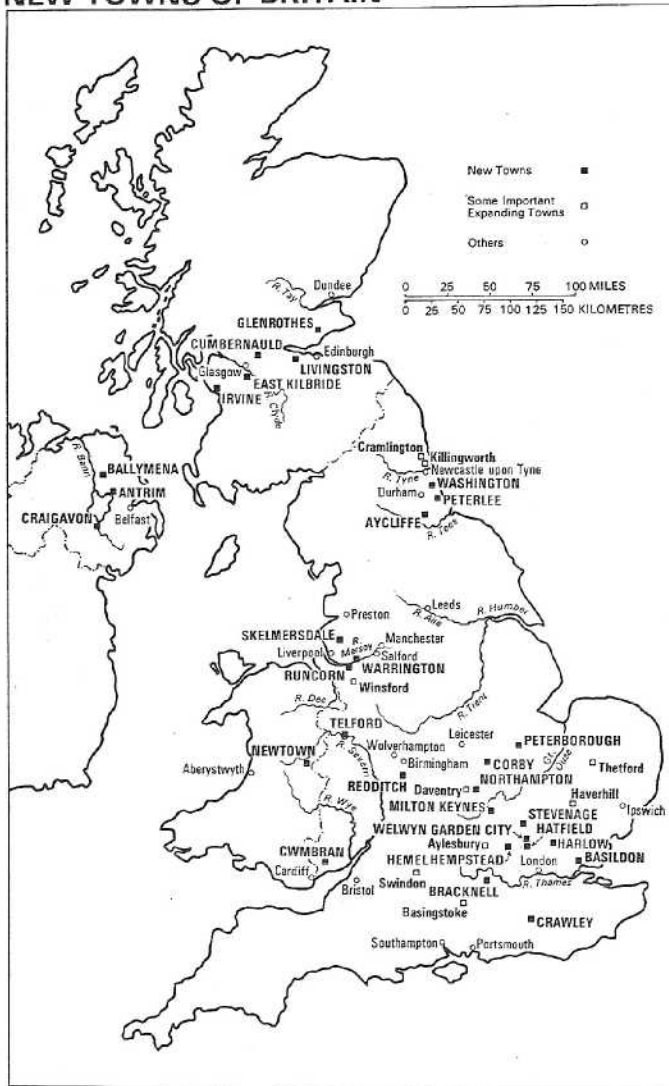 NEW TOWNS OF BRITAIN
New Towns
Some Important
Expanding Towns
Others
0 25 50 75 100 MILES
0 25 50 75 100 125 150 KILOMETRES
R. Tay
Dundee
GLENROTHES
CUMBERNAULD
Edinburgh
Glasgow
LIVINGSTON
EAST KILBRIDE
IRVINE
R. Clyde
Cramlington
Killingworth
Newcastle upon Tyne
R. Tyne
WASHINGTON
Durham
PETERLEE
AYCLIFFE
R. Tees
R. Bann
BALLYMENA
ANTRIM
CRAIGAVON
Belfast
Preston
Leeds
R. Aire
R. Humber
SKELMERSDALE
R. Mersey
Manchester
Liverpool
Salford
WARRINGTON
RUNCORN
Winsford
R. Dee
R. Trent
TELFORD
Leicester
PETERBOROUGH
Wolverhampton
NEWTOWN
R. Severn
Birmingham
CORBY
Gt. Ouse
Thetford
Aberystwyth
REDDITCH
Daventry
NORTHAMPTON
Haverhill
R. Wye
MILTON KEYNES
Ipswich
STEVENAGE
WELWYN GARDEN CITY
HATFIELD
Aylesbury
HARLOW
CWMBRAN
HEMELHEMPSTEAD
London
BASILDON
Cardiff
Swindon
R. Thames
Bristol
BRACKNELL
Basingstoke
CRAWLEY
Southampton
Portsmouth